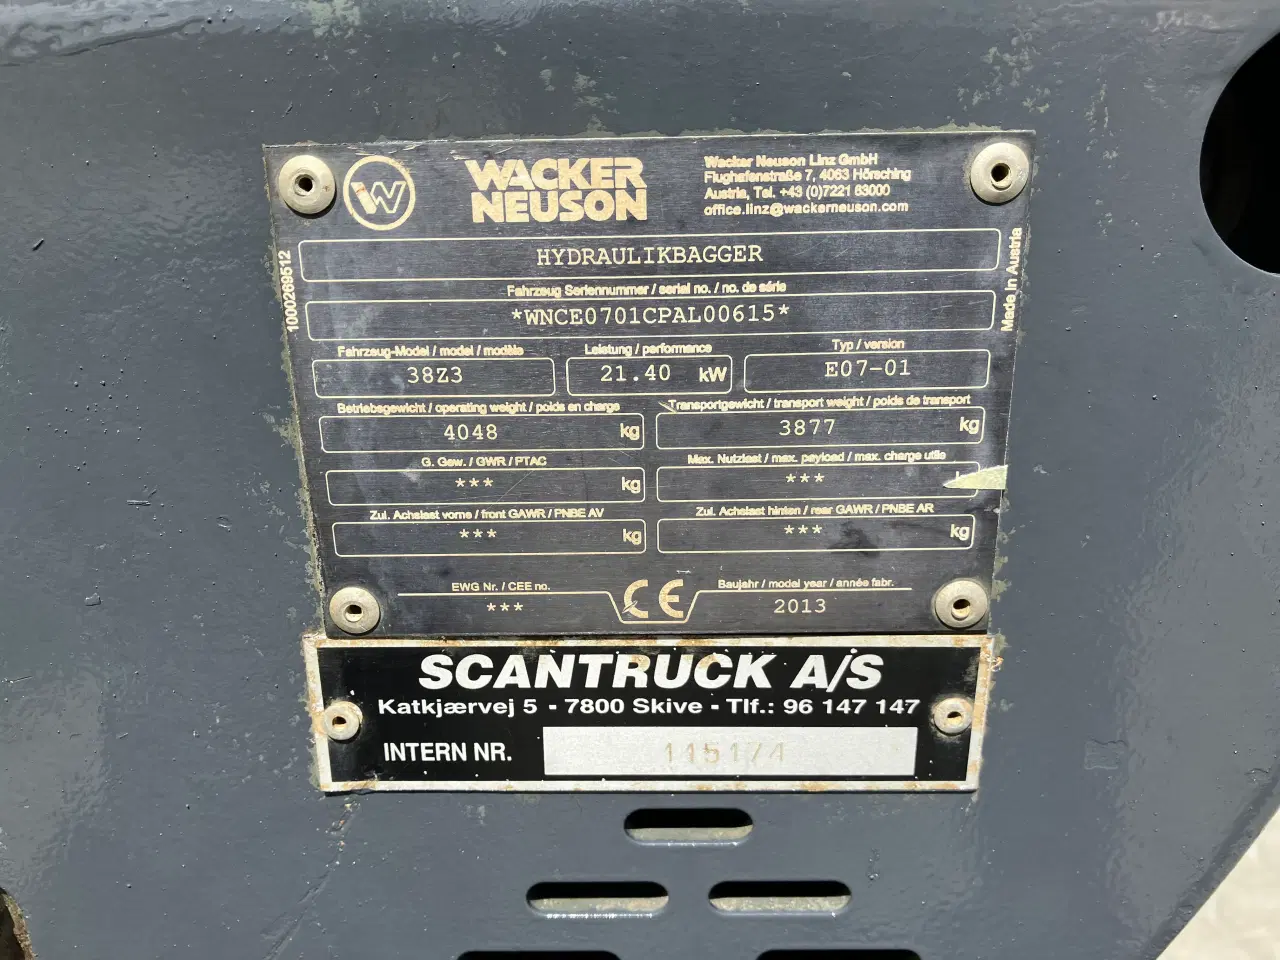 W
WACKER
NEUSON
Wacker Neuson Linz GmbH
Flughafenstraße 7, 4063 Hörsching
Austria, Tel. +43 (0)7221 63000
office.linz@wackerneuson.com
1000269512
Made in Austria
HYDRAULIKBAGGER
Fahrzeug Seriennummer / serial no. / no. de série
*WNCE0701CPAL00615*
Fahrzeug-Model / model / modèle
38Z3
Leistung / performance
21.40 kW
Typ / version
E07-01
Betriebsgewicht / operating weight / poids en charge
4048 kg
Transportgewicht / transport weight / poids de transport
3877 kg
G. Gew. / GWR / PTAC
*** kg
Max. Nutzlast / max. payload / max. charge utile
***
Zul. Achslast vorne / front GAWR / PNBE AV
*** kg
Zul. Achslast hinten / rear GAWR / PNBE AR
*** kg
EWG Nr. / CEE no.
***
CE
Baujahr / model year / année fabr.
2013
SCANTRUCK A/S
Katkjærvej 5 - 7800 Skive - Tlf.: 96 147 147
INTERN NR. 115174